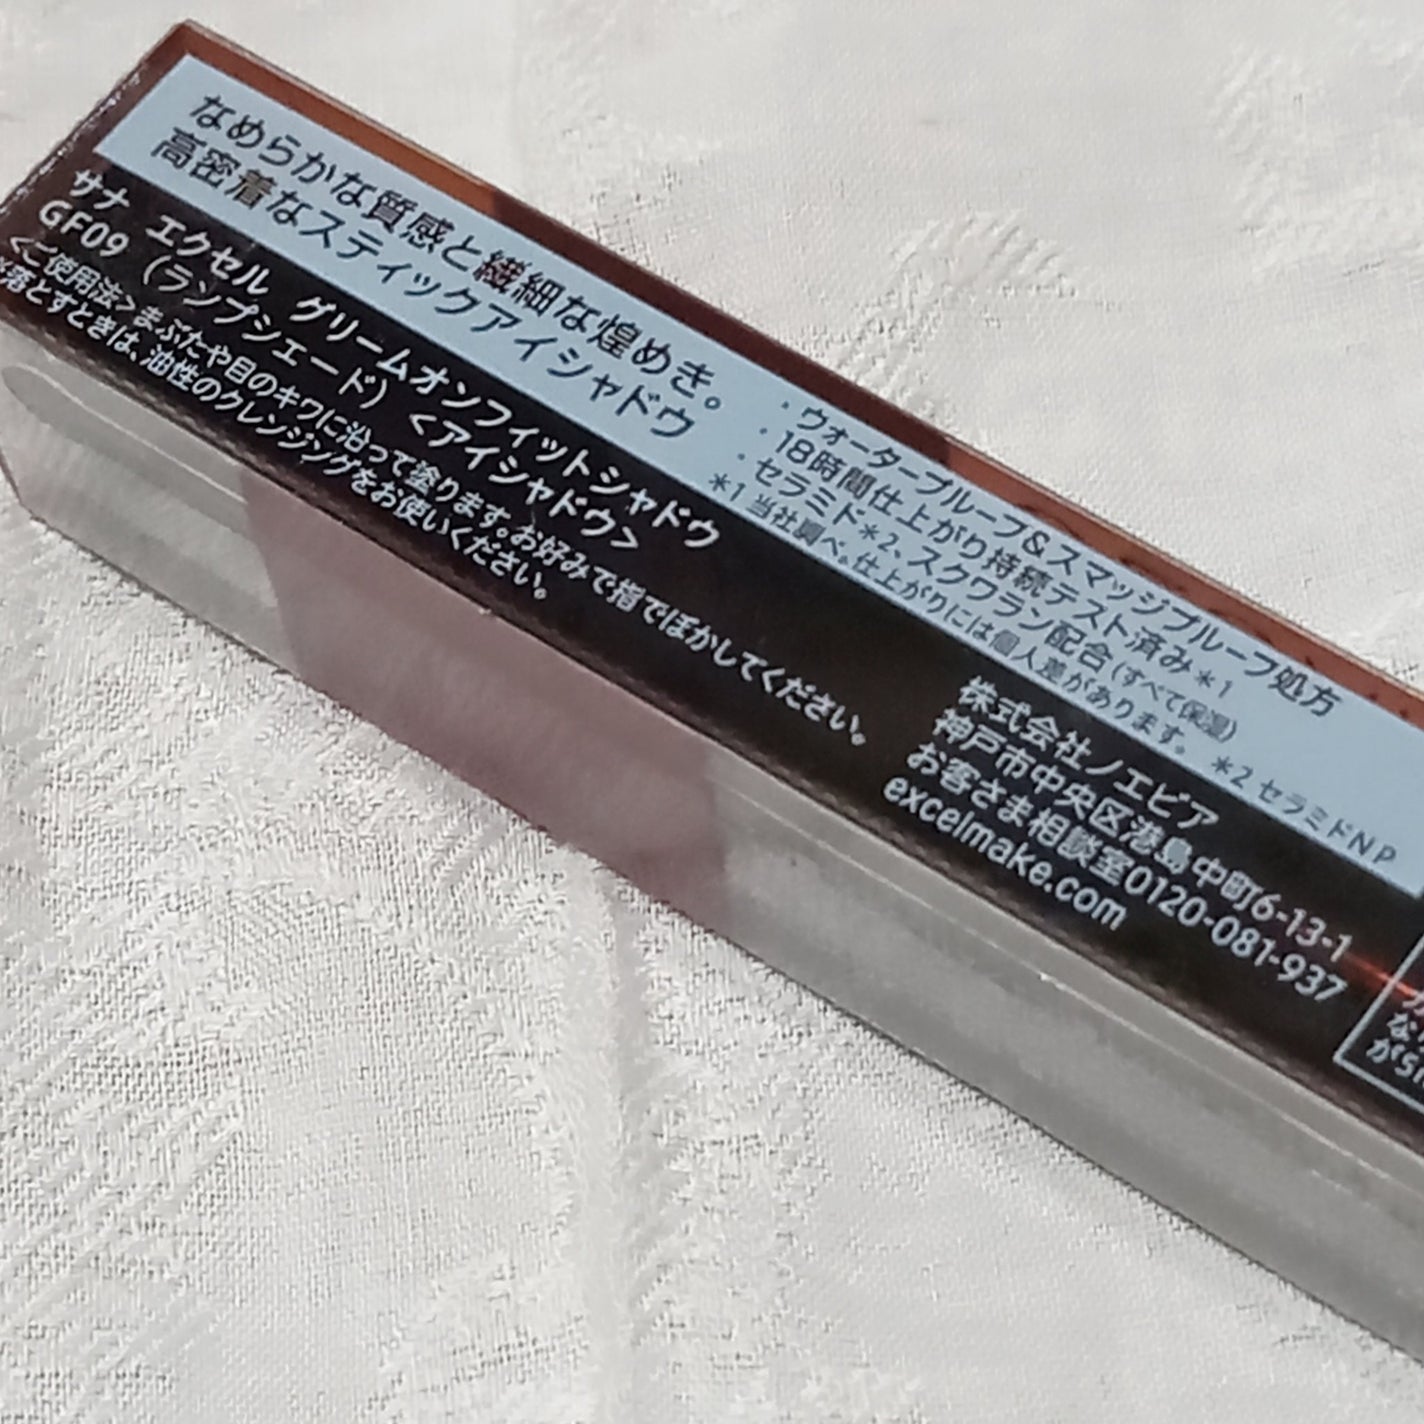 なめらかな質感と繊細な煌めき。
高密着なスティックアイシャドウ
・ウォータープルーフ&スマッジプルーフ処方
・18時間仕上がり持続テスト済み*1
・セラミド*2、スクワラン配合(すべて保湿)
*1 当社調べ。仕上がりには個人差があります。 *2 セラミドNP
サナ エクセル グリームオンフィットシャドウ
GF09 (ランプシェード) <アイシャドウ>
<ご使用法>まぶたや目のキワに沿って塗ります。お好みで指でぼかしてください。
落とすときは、油性のクレンジングをお使いください。
株式会社ノエビア
神戸市中央区港島中町6-13-1
お客さま相談室0120-081-937
excelmake.com